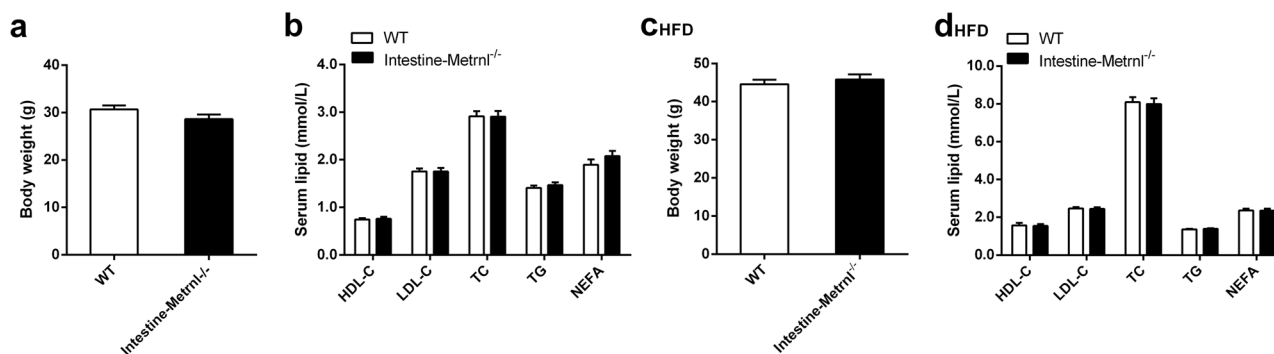 a
Body weight (g)
40
30
20
10
0
WT
Intestine-Metrnl-/-
b
WT
Intestine-Metrnl-/-
Serum lipid (mmol/L)
4.0
3.0
2.0
1.0
0.0
HDL-C
LDL-C
TC
TG
NEFA
cHFD
Body weight (g)
50
40
30
20
10
0
WT
Intestine-Metrnl-/-
dHFD
WT
Intestine-Metrnl-/-
Serum lipid (mmol/L)
10.0
8.0
6.0
4.0
2.0
0.0
HDL-C
LDL-C
TC
TG
NEFA